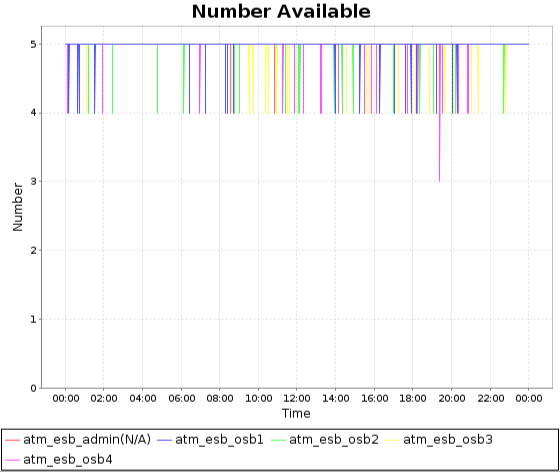 Number Available
5
4
3
2
1
0
Number
00:00 02:00 04:00 06:00 08:00 10:00 12:00 14:00 16:00 18:00 20:00 22:00 00:00
Time
atm_esb_admin(N/A) atm_esb_osb1 atm_esb_osb2 atm_esb_osb3
atm_esb_osb4